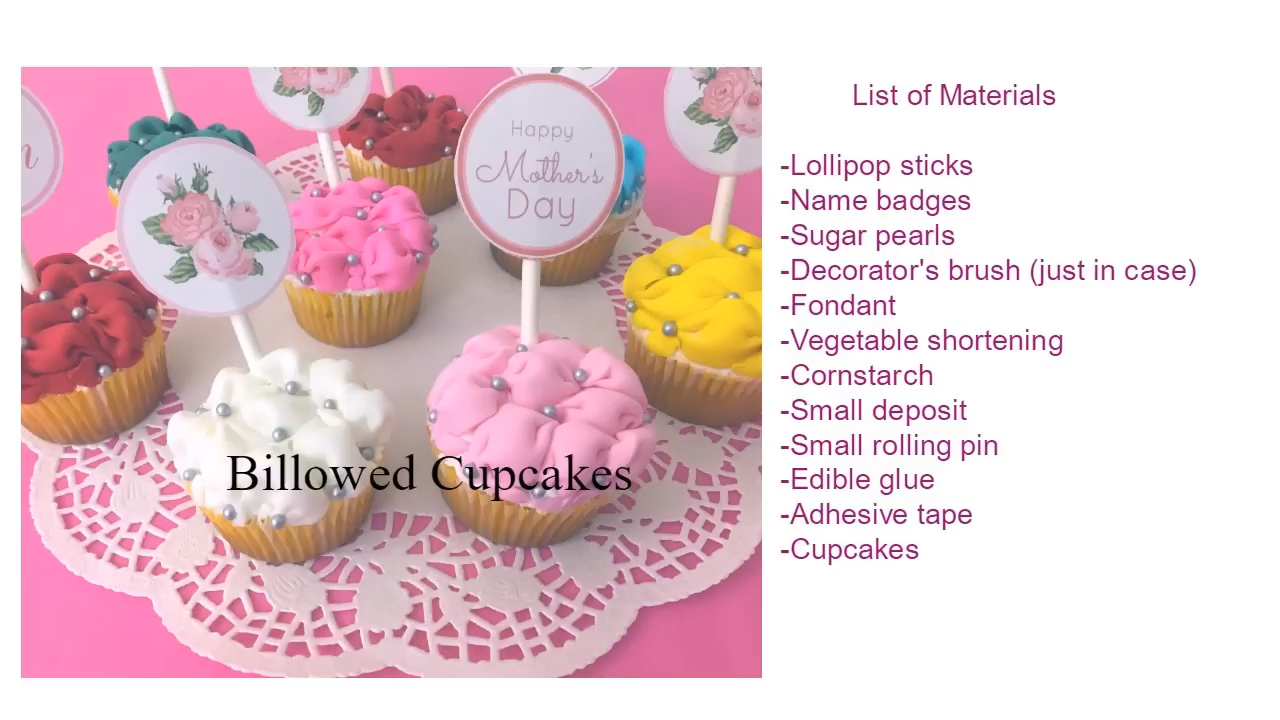 Happy
Mother's
Day
Billowed Cupcakes
List of Materials
-Lollipop sticks
-Name badges
-Sugar pearls
-Decorator's brush (just in case)
-Fondant
-Vegetable shortening
-Cornstarch
-Small deposit
-Small rolling pin
-Edible glue
-Adhesive tape
-Cupcakes